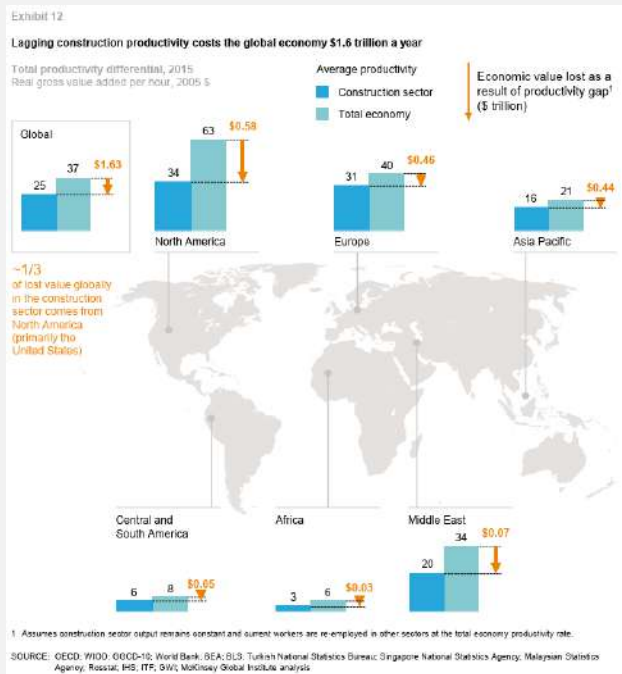 Exhibit 12
Lagging construction productivity costs the global economy $1.6 trillion a year
Total productivity differential, 2015
Real gross value added per hour, 2005 $
Average productivity
Construction sector
Total economy
Economic value lost as a
result of productivity gap1
($ trillion)
Global
25
37
$1.63
34
63
$0.58
North America
31
40
$0.46
Europe
16
21
$0.44
Asia Pacific
~1/3
of lost value globally
in the construction
sector comes from
North America
(primarily the
United States)
Central and
South America
6
8
$0.05
Africa
3
6
$0.03
Middle East
20
34
$0.07
1 Assumes construction sector output remains constant and current workers are re-employed in other sectors at the total economy productivity rate.
SOURCE: OECD; WIOD; GGCD-10; World Bank; BEA; BLS; Turkish National Statistics Bureau; Singapore National Statistics Agency; Malaysian Statistics
Agency; Rosstat; IHS; ITF; GWI; McKinsey Global Institute analysis